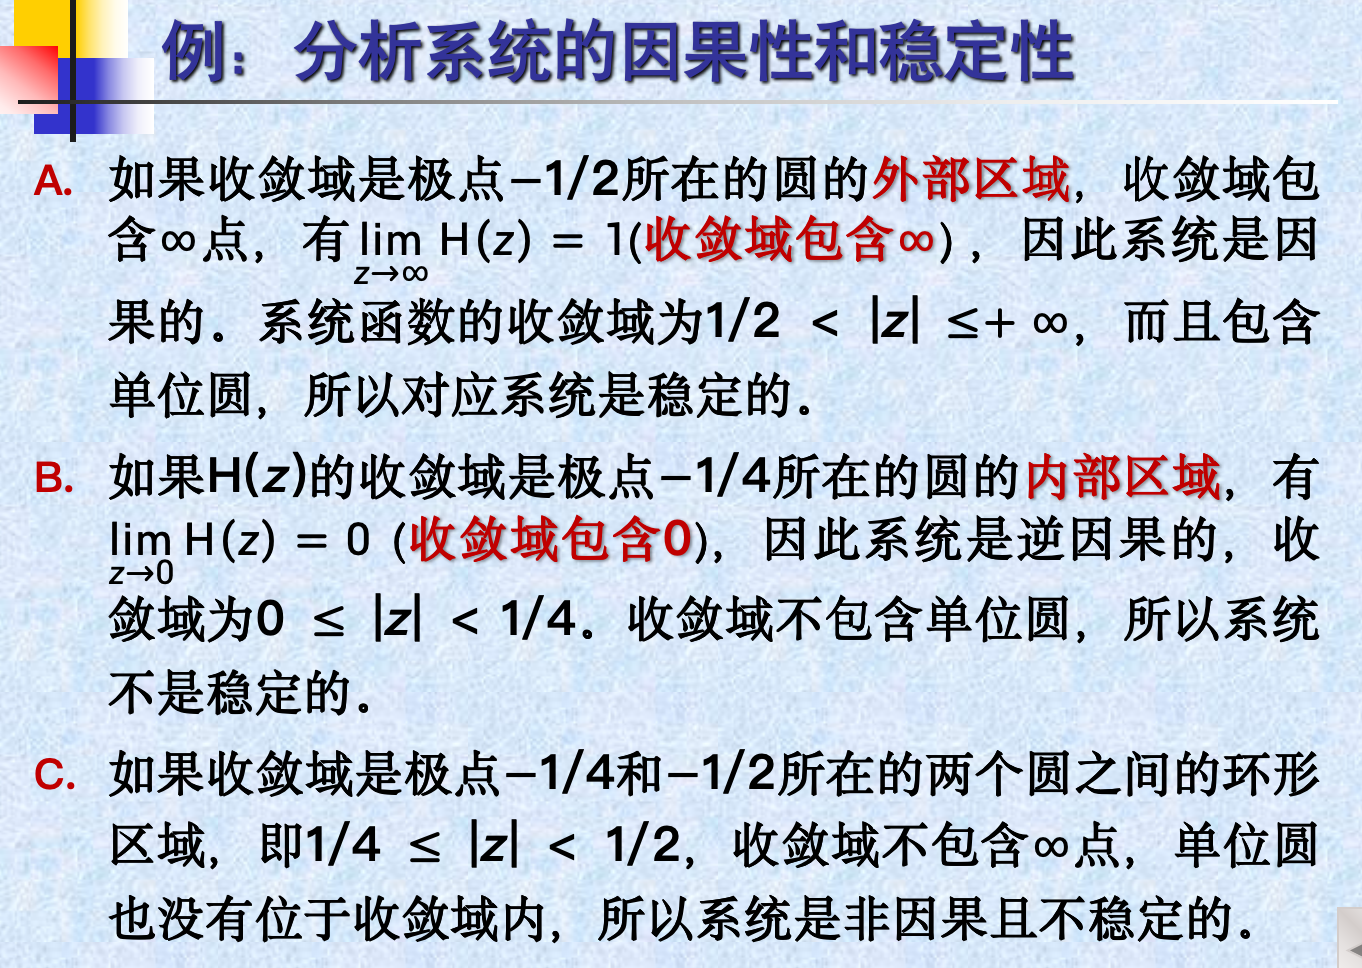 例：分析系统的因果性和稳定性
A. 如果收敛域是极点–1/2所在的圆的外部区域，收敛域包
含∞点，有 lim H(z) = 1(收敛域包含∞) ，因此系统是因
z→∞
果的。系统函数的收敛域为1/2 < |z| ≤+ ∞，而且包含
单位圆，所以对应系统是稳定的。
B. 如果H(z)的收敛域是极点–1/4所在的圆的内部区域，有
lim H(z) = 0 (收敛域包含0)，因此系统是逆因果的，收
z→0
敛域为0 ≤ |z| < 1/4。收敛域不包含单位圆，所以系统
不是稳定的。
C. 如果收敛域是极点–1/4和–1/2所在的两个圆之间的环形
区域，即1/4 ≤ |z| < 1/2，收敛域不包含∞点，单位圆
也没有位于收敛域内，所以系统是非因果且不稳定的。